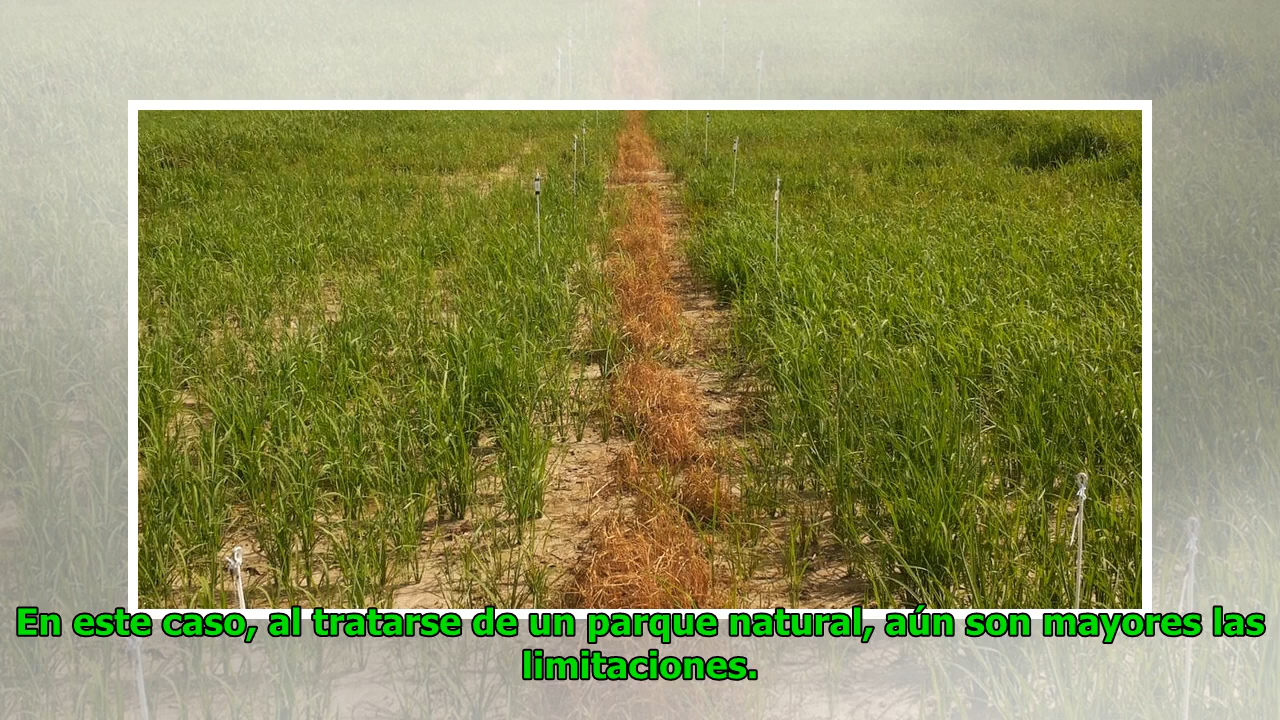 En este caso, al tratarse de un parque natural, aún son mayores las
limitaciones.